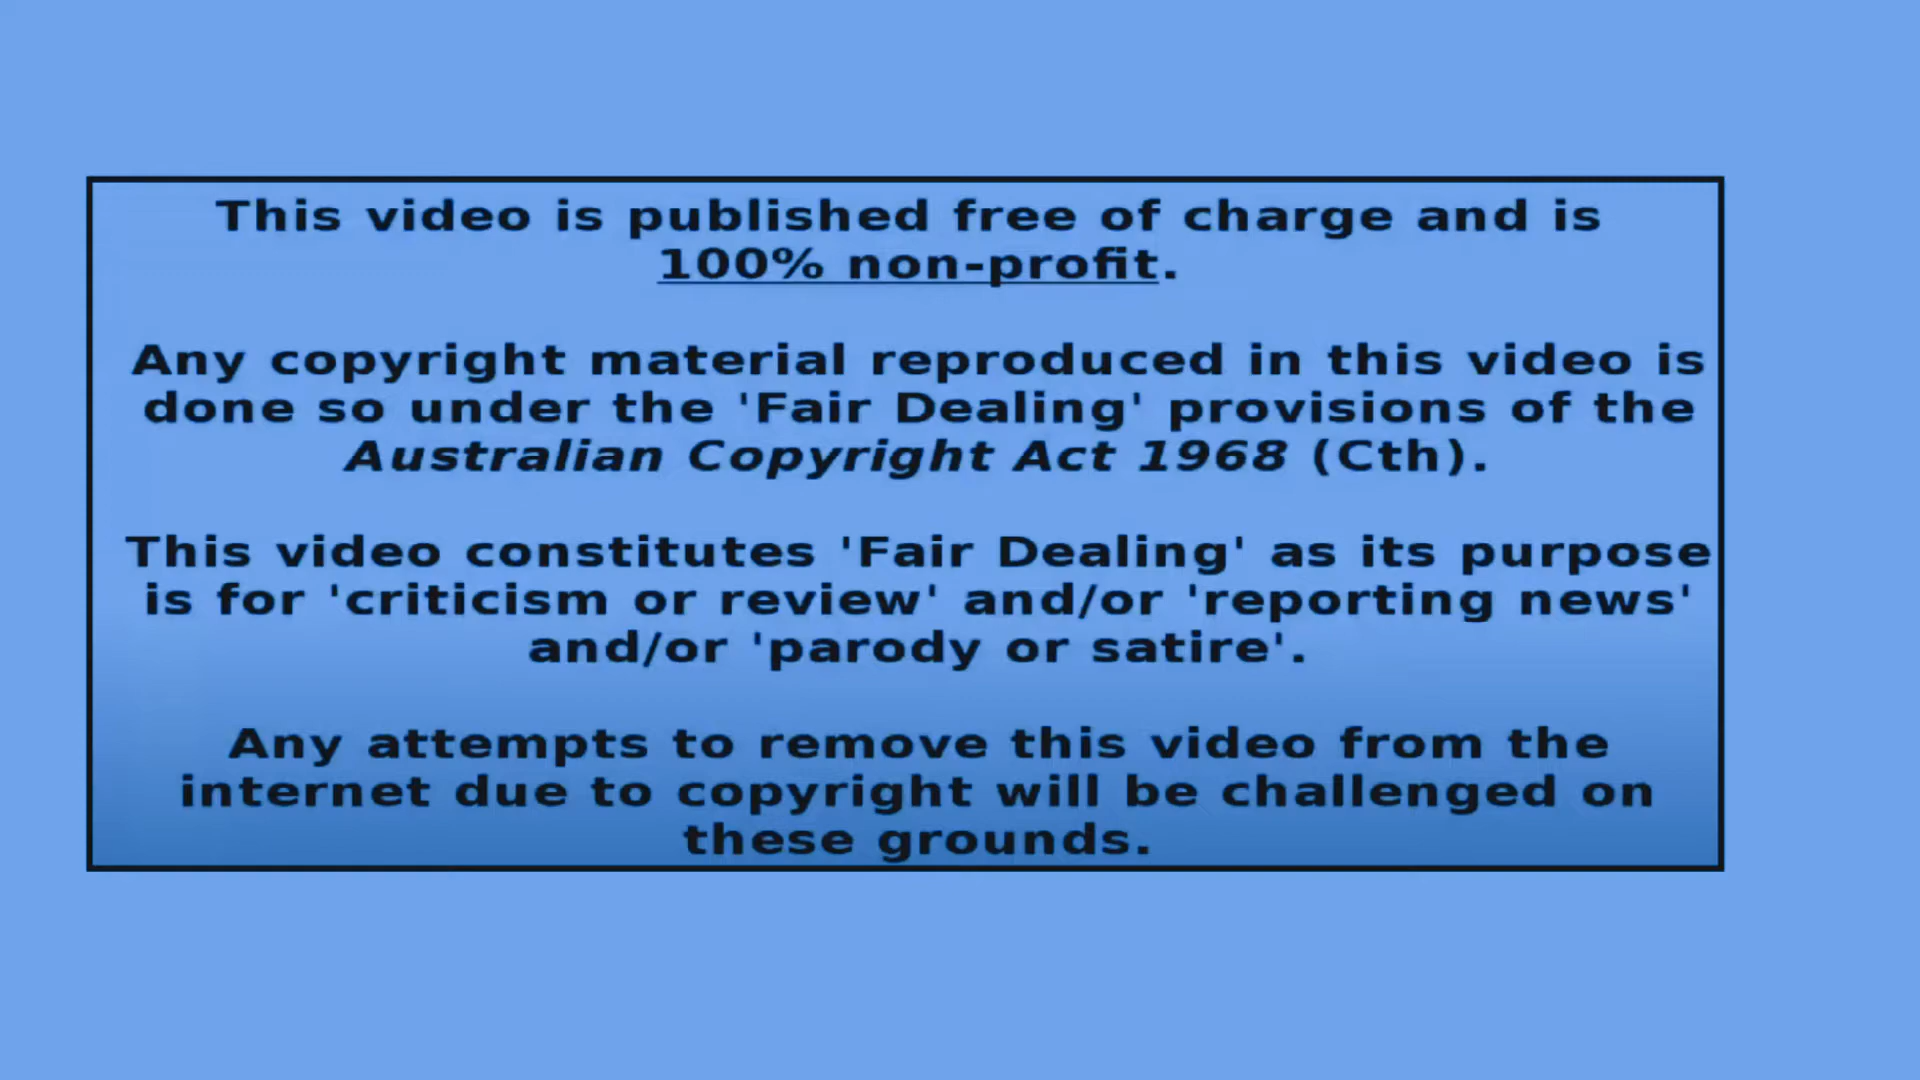 This video is published free of charge and is
100% non-profit.
Any copyright material reproduced in this video is
done so under the 'Fair Dealing' provisions of the
Australian Copyright Act 1968 (Cth).
This video constitutes 'Fair Dealing' as its purpose
is for 'criticism or review' and/or 'reporting news'
and/or 'parody or satire'.
Any attempts to remove this video from the
internet due to copyright will be challenged on
these grounds.